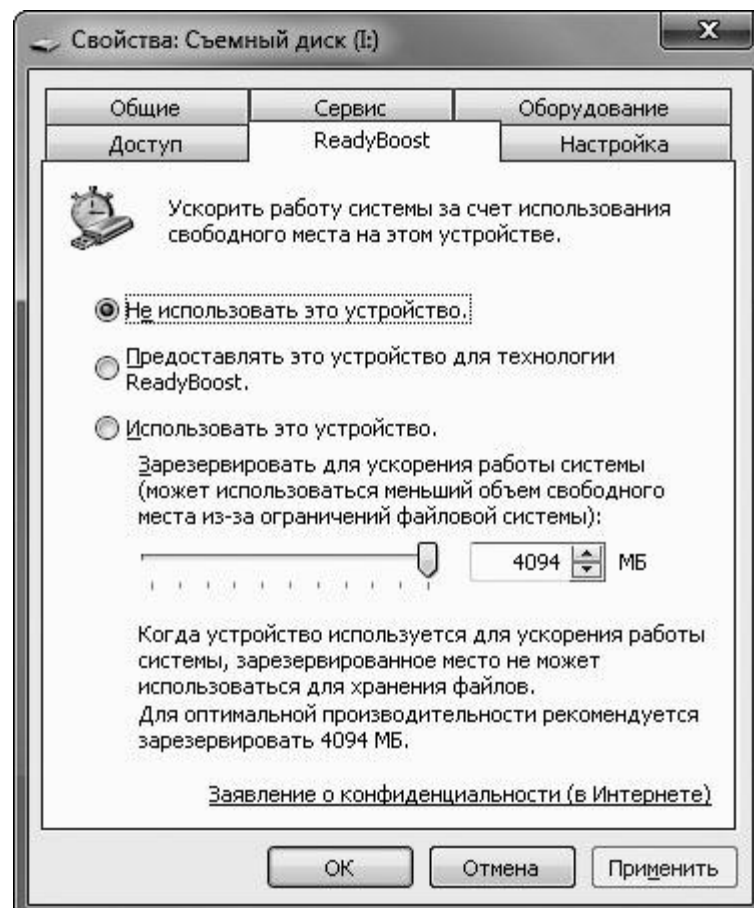 Свойства: Съемный диск (I:)
Общие Сервис Оборудование
Доступ ReadyBoost Настройка
Ускорить работу системы за счет использования
свободного места на этом устройстве.
Не использовать это устройство.
Предоставлять это устройство для технологии
ReadyBoost.
Использовать это устройство.
Зарезервировать для ускорения работы системы
(может использоваться меньший объем свободного
места из-за ограничений файловой системы):
4094 МБ
Когда устройство используется для ускорения работы
системы, зарезервированное место не может
использоваться для хранения файлов.
Для оптимальной производительности рекомендуется
зарезервировать 4094 МБ.
Заявление о конфиденциальности (в Интернете)
ОК Отмена Применить